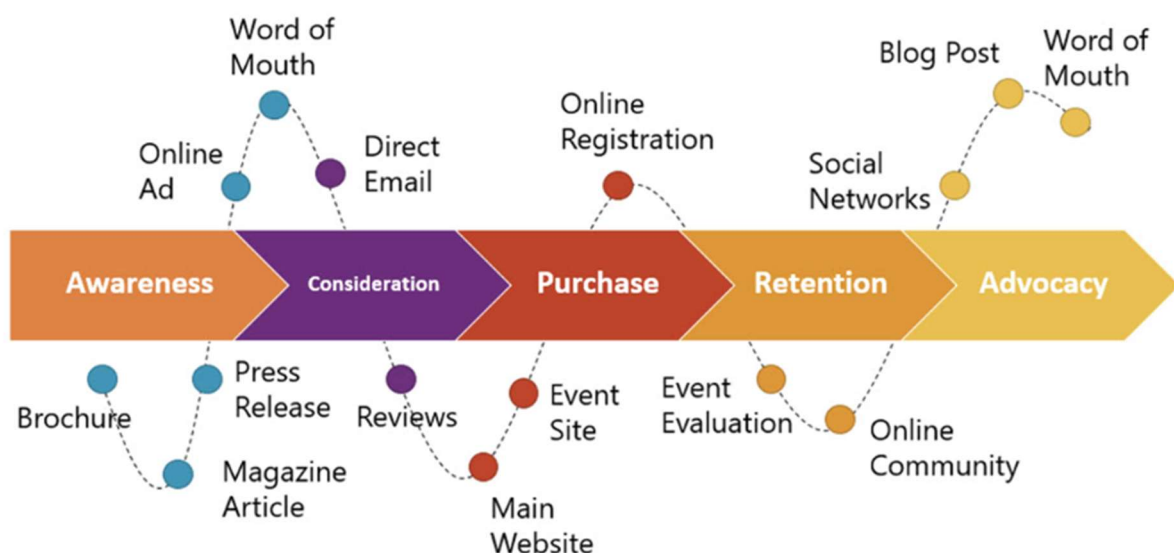 Word of
Mouth
Online
Ad
Direct
Email
Online
Registration
Blog Post
Word of
Mouth
Social
Networks
Awareness
Consideration
Purchase
Retention
Advocacy
Brochure
Press
Release
Magazine
Article
Reviews
Event
Site
Main
Website
Event
Evaluation
Online
Community